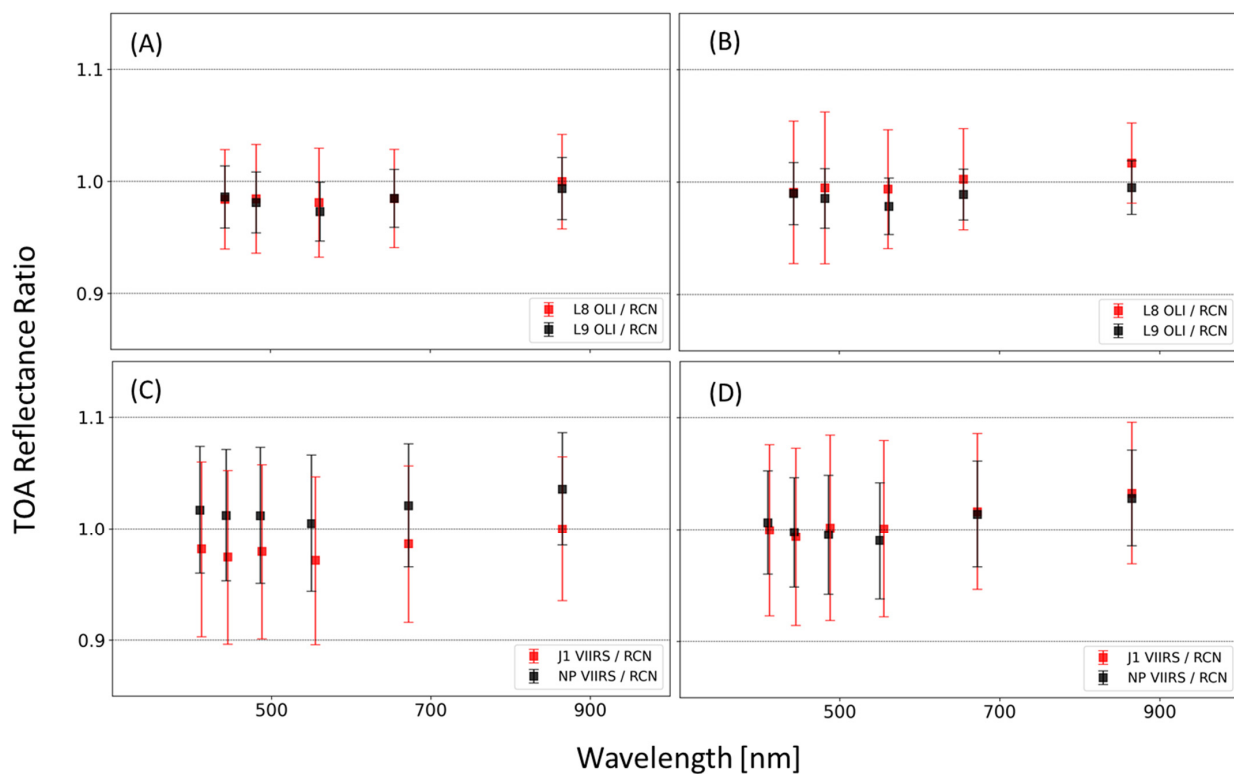 (A)
(B)
1.1
1.0
0.9
L8 OLI / RCN
L9 OLI / RCN
L8 OLI / RCN
L9 OLI / RCN
TOA Reflectance Ratio
(C)
(D)
1.1
1.0
0.9
J1 VIIRS / RCN
NP VIIRS / RCN
J1 VIIRS / RCN
NP VIIRS / RCN
500 700 900
500 700 900
Wavelength [nm]